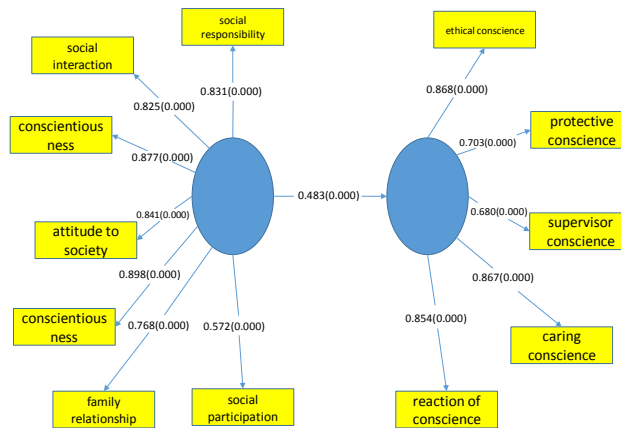 social
responsibility
ethical conscience
social
interaction
0.831(0.000)
0.868(0.000)
0.825(0.000)
conscientious
ness
protective
conscience
0.877(0.000)
0.703(0.000)
0.483(0.000)
0.841(0.000)
0.680(0.000)
attitude to
society
supervisor
conscience
0.898(0.000)
0.867(0.000)
conscientious
ness
0.768(0.000)
0.572(0.000)
0.854(0.000)
caring
conscience
family
relationship
social
participation
reaction of
conscience